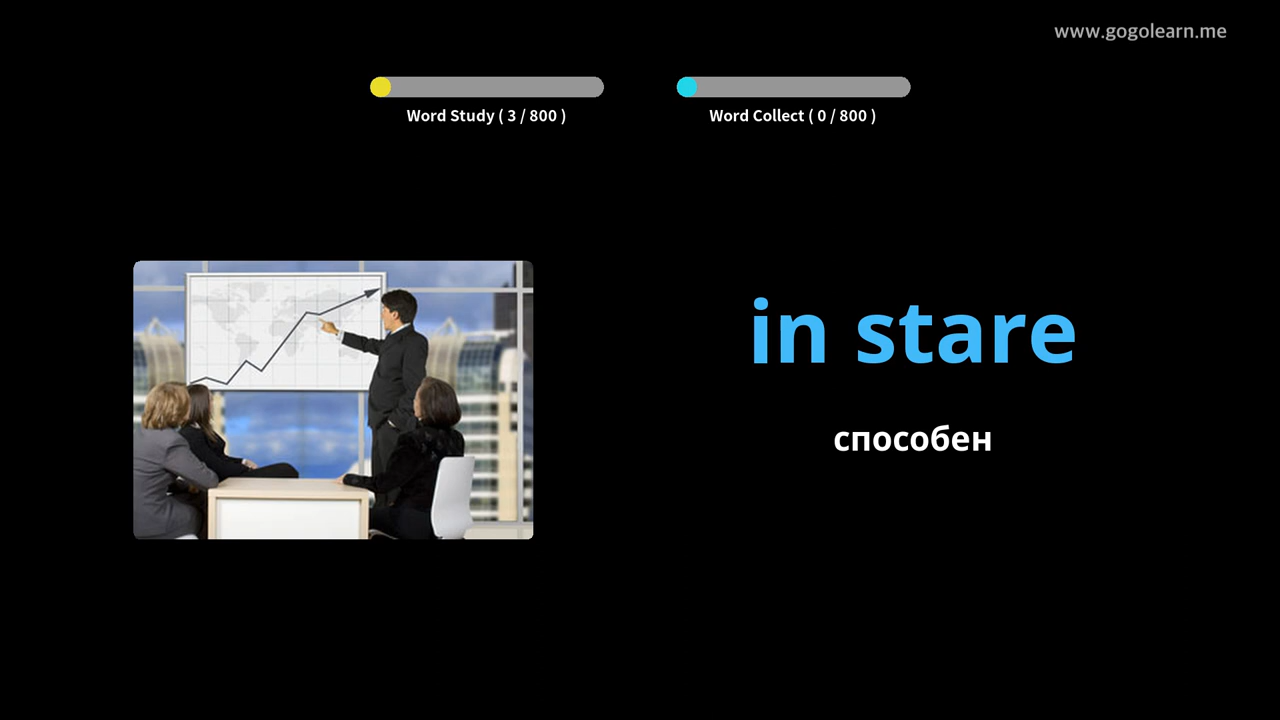 www.gogolearn.me
Word Study ( 3 / 800 )
Word Collect ( 0 / 800 )
in stare
способен